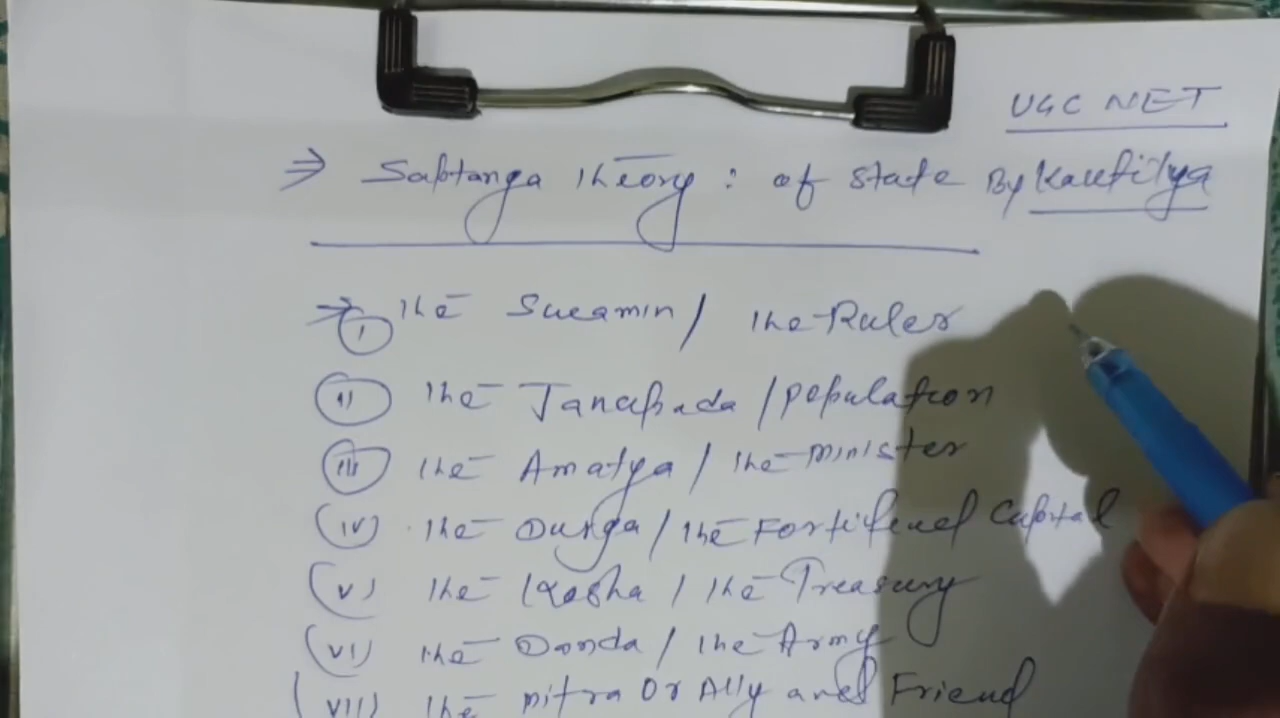 UGC NET
⇒ Saptanga Theory : of State By Kautilya
→ (I) The Swamin / The Ruler
(II) The Janapada / Population
(III) The Amatya / The Minister
(IV) The Durga / The Fortified Capital
(V) The Kosha / The Treasury
(VI) The Danda / The Army
(VII) The Mitra Or Ally and Friend